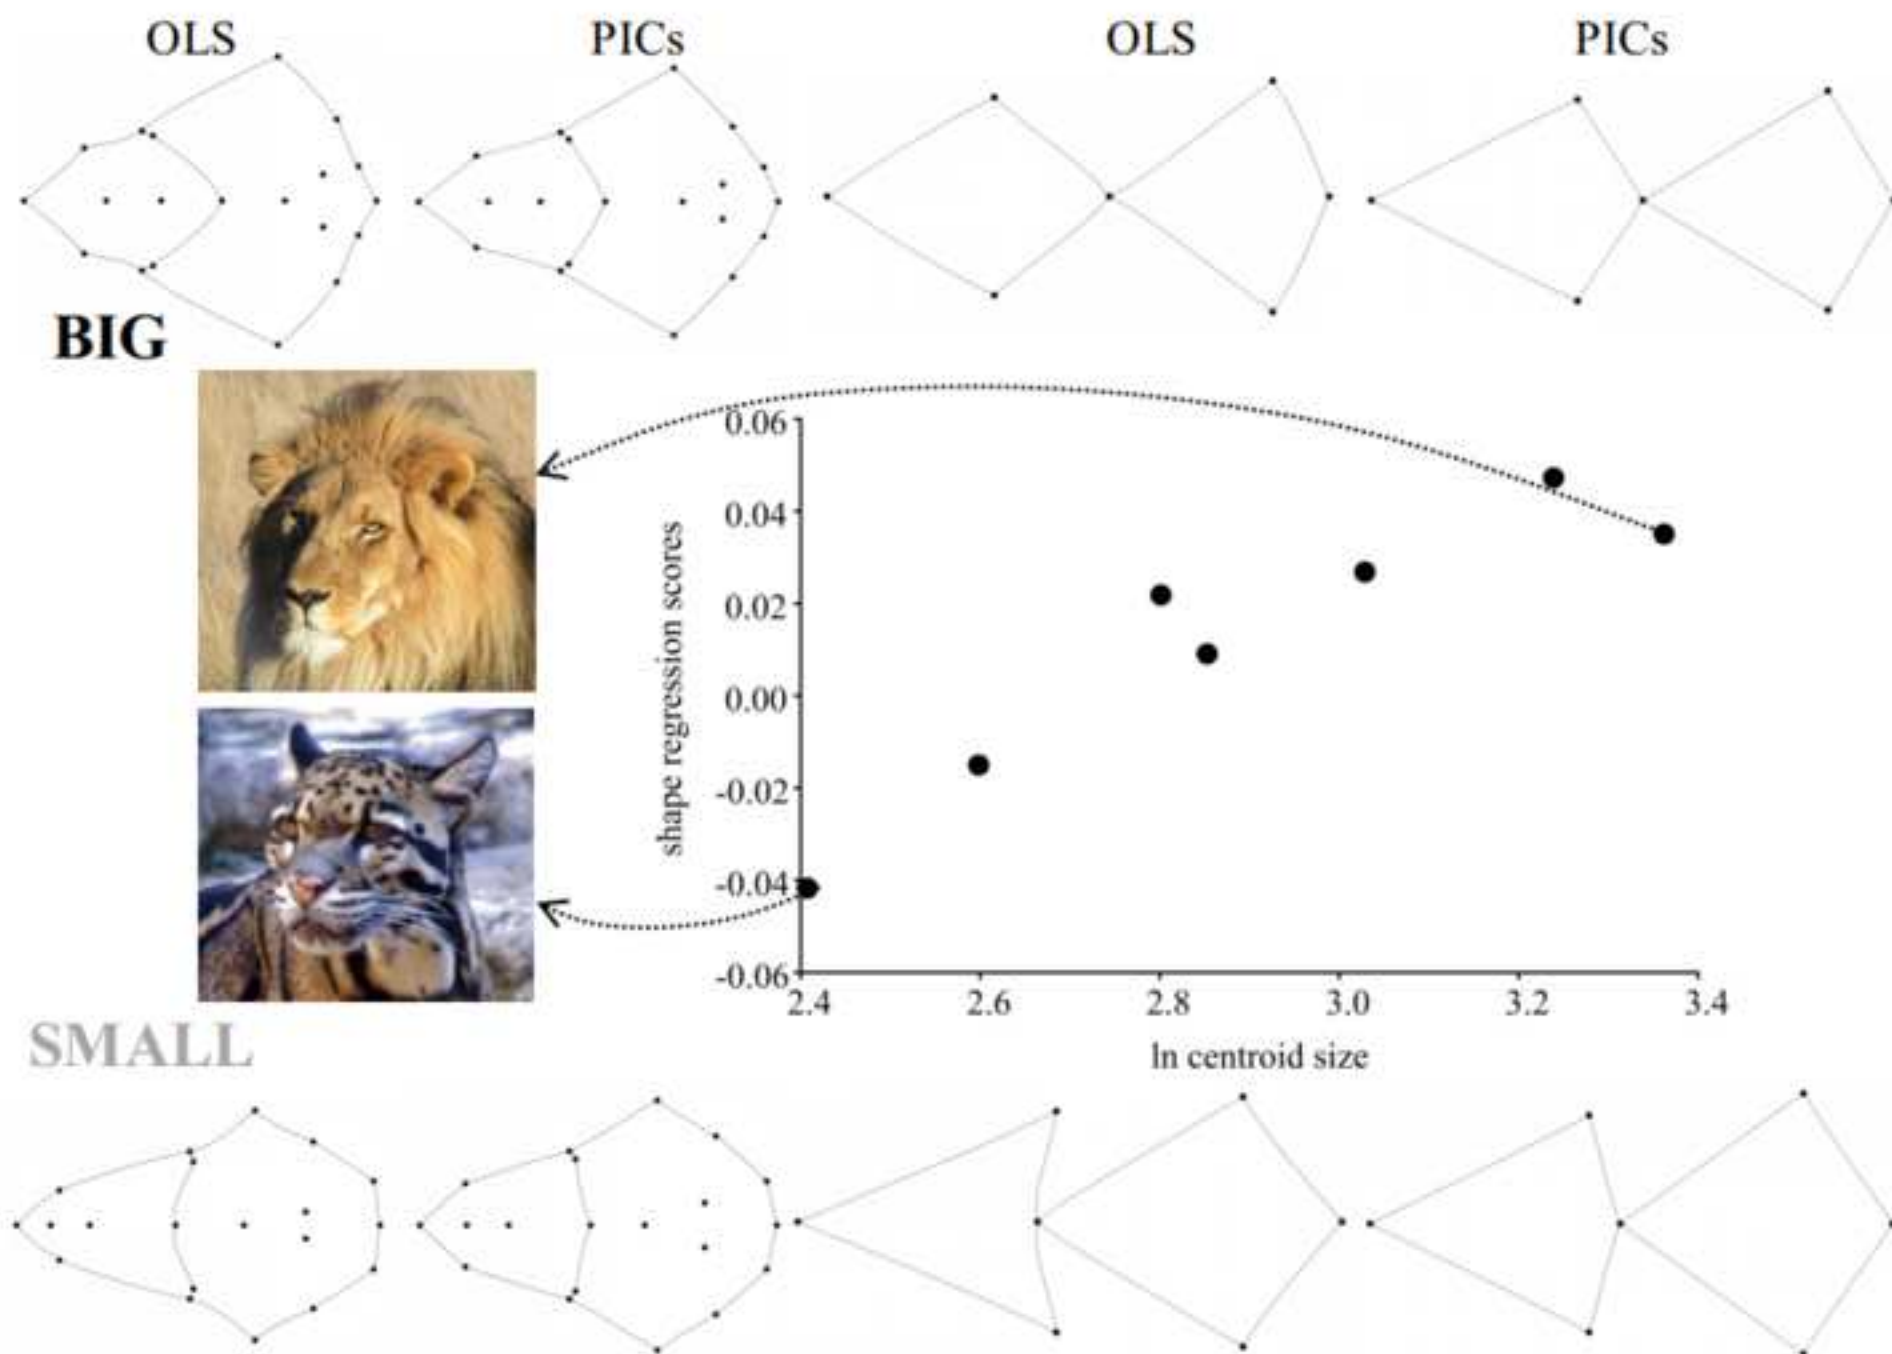 OLS
PICs
OLS
PICs
BIG
0.06
0.04
0.02
0.00
-0.02
-0.04
-0.06
shape regression scores
2.4
2.6
2.8
3.0
3.2
3.4
ln centroid size
SMALL